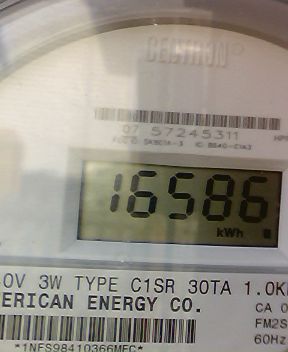 CENTRON®
07 57245311
16586
kWh
0V 3W TYPE C1SR 30TA 1.0K
ERICAN ENERGY CO.
CA 0
FM2S
60Hz
*1NFS98410366MEC*